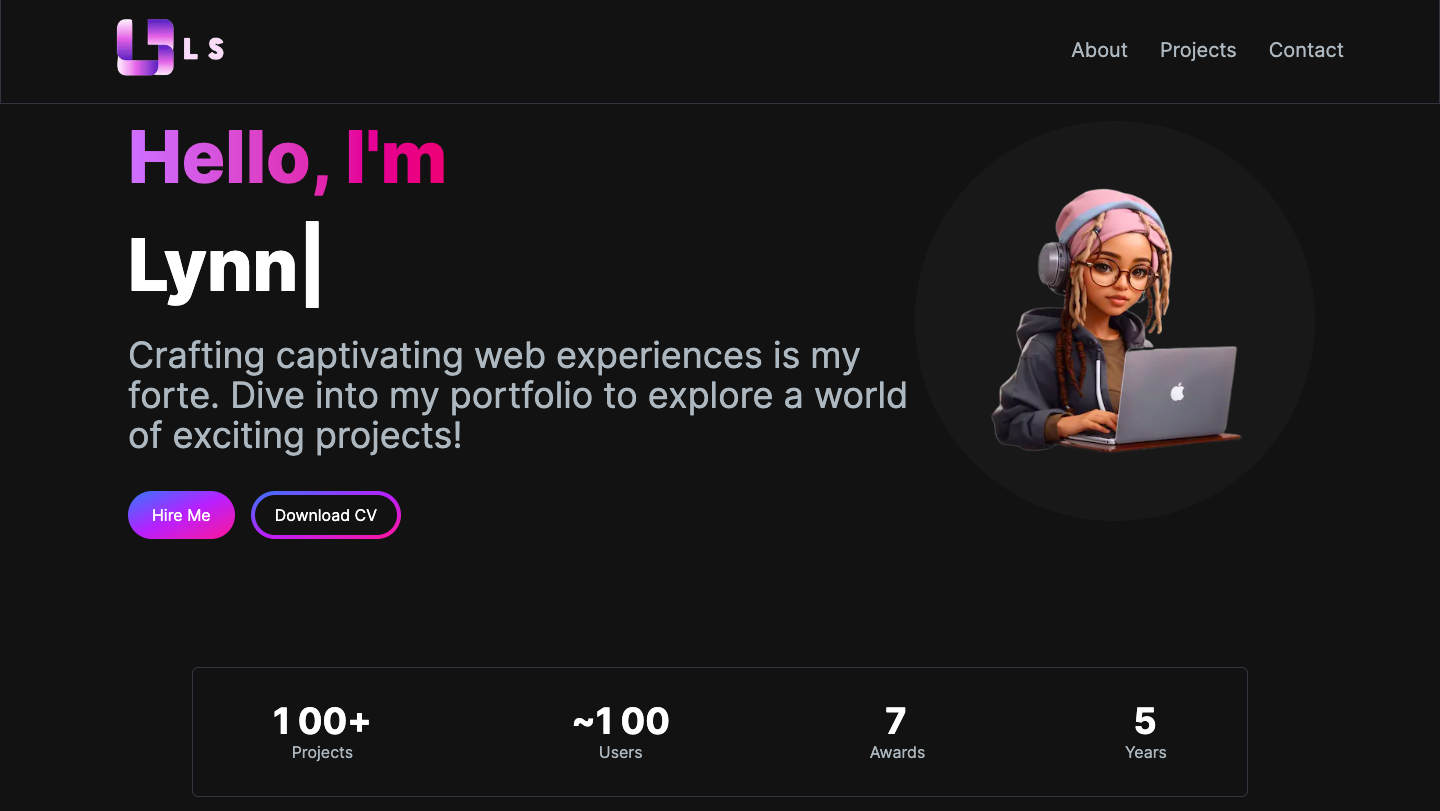 LS
About Projects Contact
Hello, I'm
Lynn|
Crafting captivating web experiences is my
forte. Dive into my portfolio to explore a world
of exciting projects!
Hire Me Download CV
100+ ~100 7 5
Projects Users Awards Years